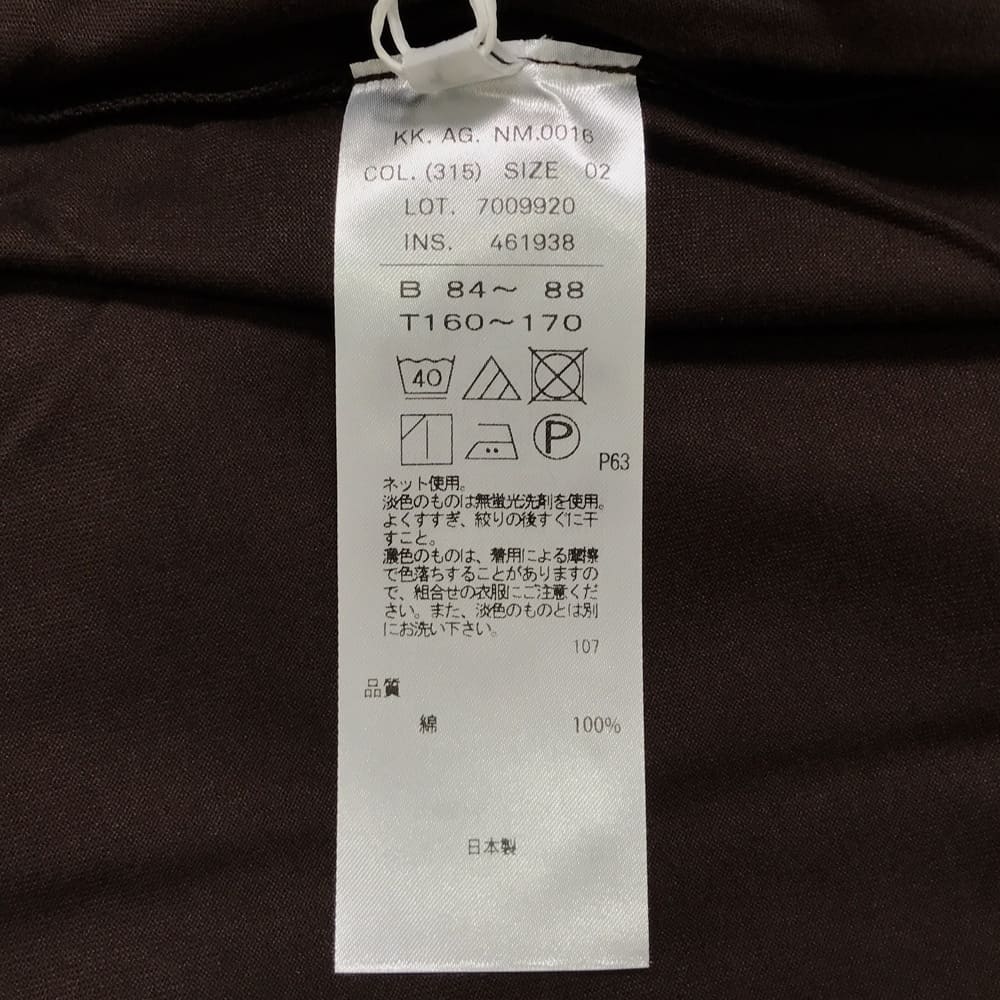 KK. AG. NM.0016
COL. (315) SIZE 02
LOT. 7009920
INS. 461938
B 84～ 88
T160～170
40
P
P63
ネット使用。
淡色のものは無蛍光洗剤を使用。
よくすすぎ、絞りの後すぐに干
すこと。
濃色のものは、着用による摩擦
で色落ちすることがありますの
で、組合せの衣服にご注意くだ
さい。また、淡色のものとは別
にお洗い下さい。
107
品質
綿 100%
日本製